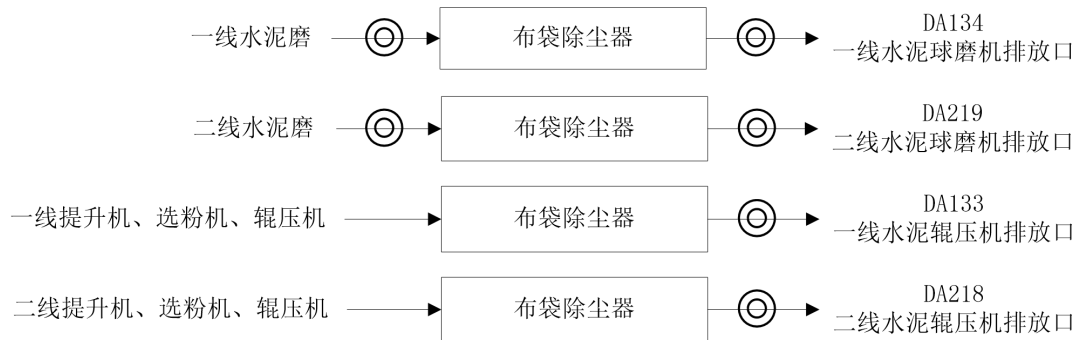 一线水泥磨
布袋除尘器
DA134
一线水泥球磨机排放口
二线水泥磨
布袋除尘器
DA219
二线水泥球磨机排放口
一线提升机、选粉机、辊压机
布袋除尘器
DA133
一线水泥辊压机排放口
二线提升机、选粉机、辊压机
布袋除尘器
DA218
二线水泥辊压机排放口